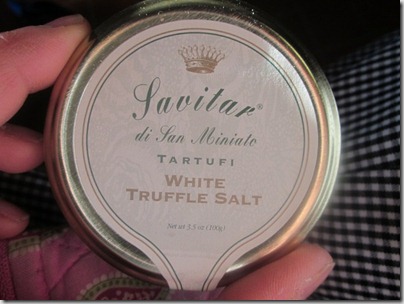 Savitar®
di San Miniato
TARTUFI
WHITE
TRUFFLE SALT
Net wt 3.5 oz (100g)